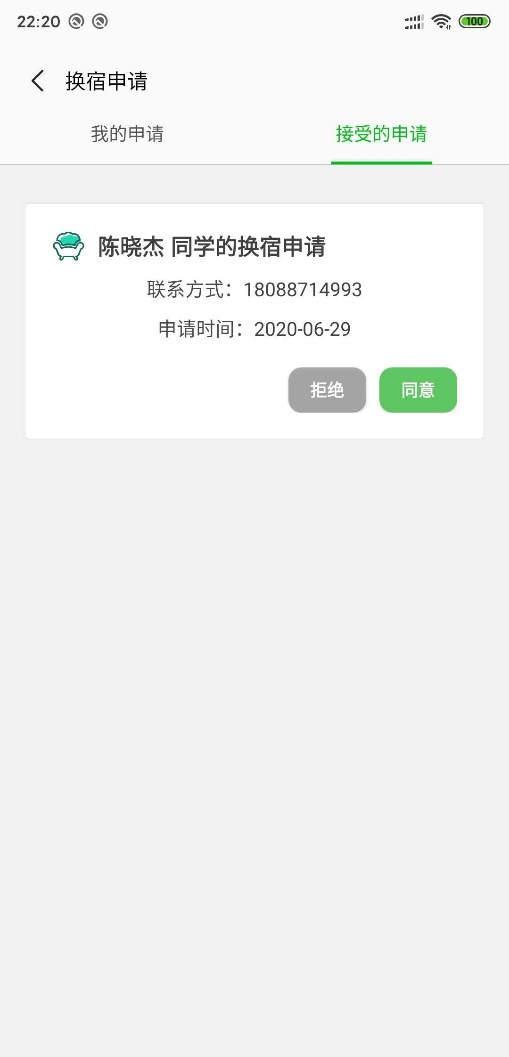 22:20 100
换宿申请
我的申请 接受的申请
陈晓杰 同学的换宿申请
联系方式：18088714993
申请时间：2020-06-29
拒绝 同意